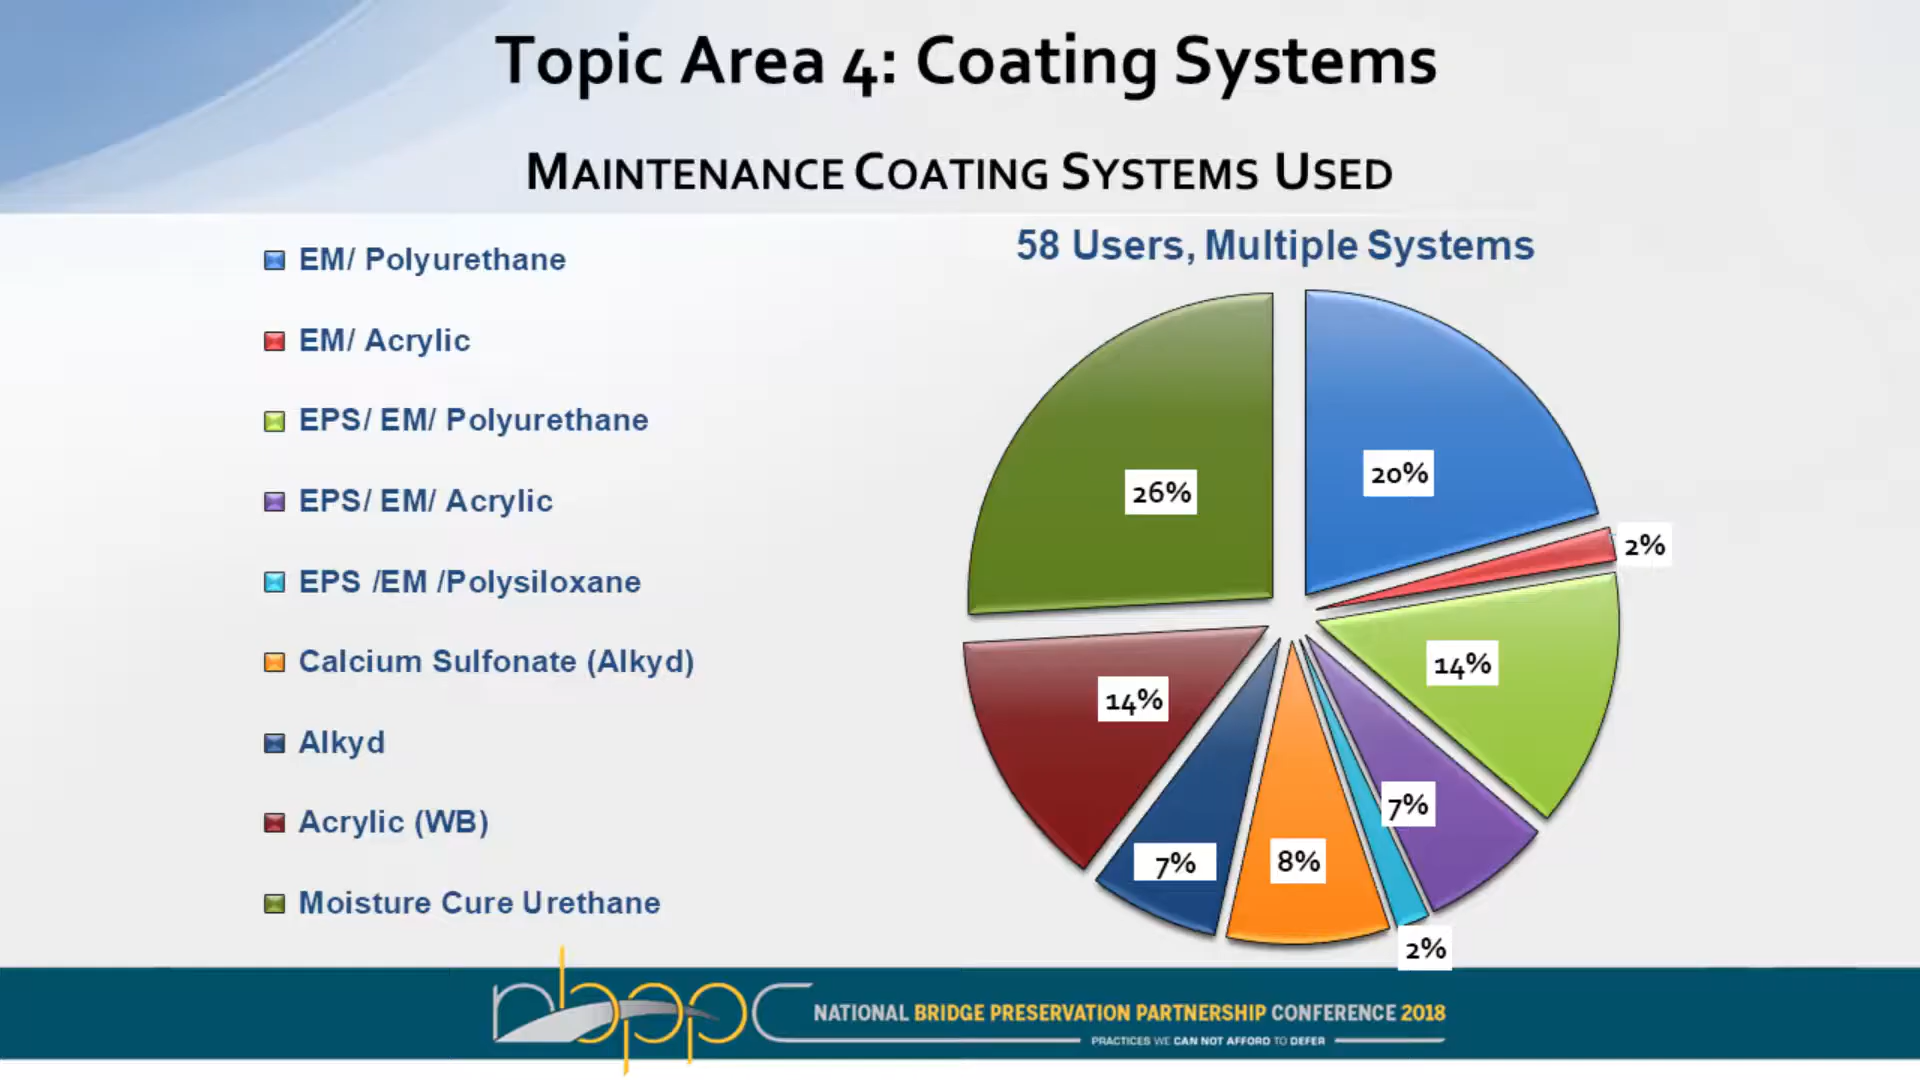 Topic Area 4: Coating Systems
MAINTENANCE COATING SYSTEMS USED
58 Users, Multiple Systems
EM/ Polyurethane
EM/ Acrylic
EPS/ EM/ Polyurethane
EPS/ EM/ Acrylic
EPS /EM /Polysiloxane
Calcium Sulfonate (Alkyd)
Alkyd
Acrylic (WB)
Moisture Cure Urethane
20%
2%
14%
7%
2%
8%
7%
14%
26%
nbppc
NATIONAL BRIDGE PRESERVATION PARTNERSHIP CONFERENCE 2018
PRACTICES WE CAN NOT AFFORD TO DEFER